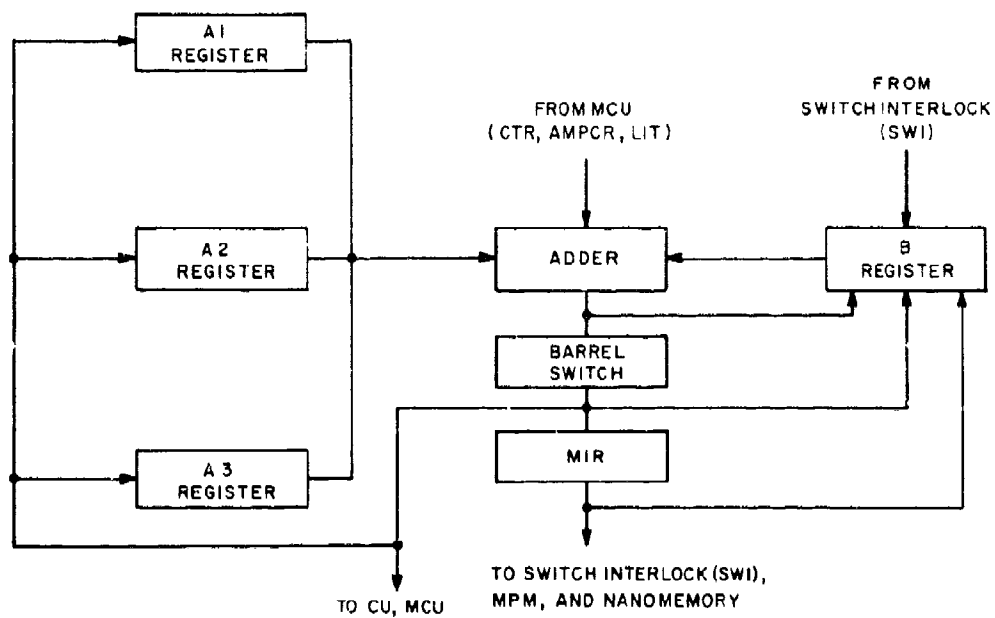 A1
REGISTER
FROM
SWITCH INTERLOCK
(SWI)
FROM MCU
(CTR, AMPCR, LIT)
A2
REGISTER
ADDER
B
REGISTER
BARREL
SWITCH
MIR
A3
REGISTER
TO SWITCH INTERLOCK (SWI),
MPM, AND NANOMEMORY
TO CU, MCU